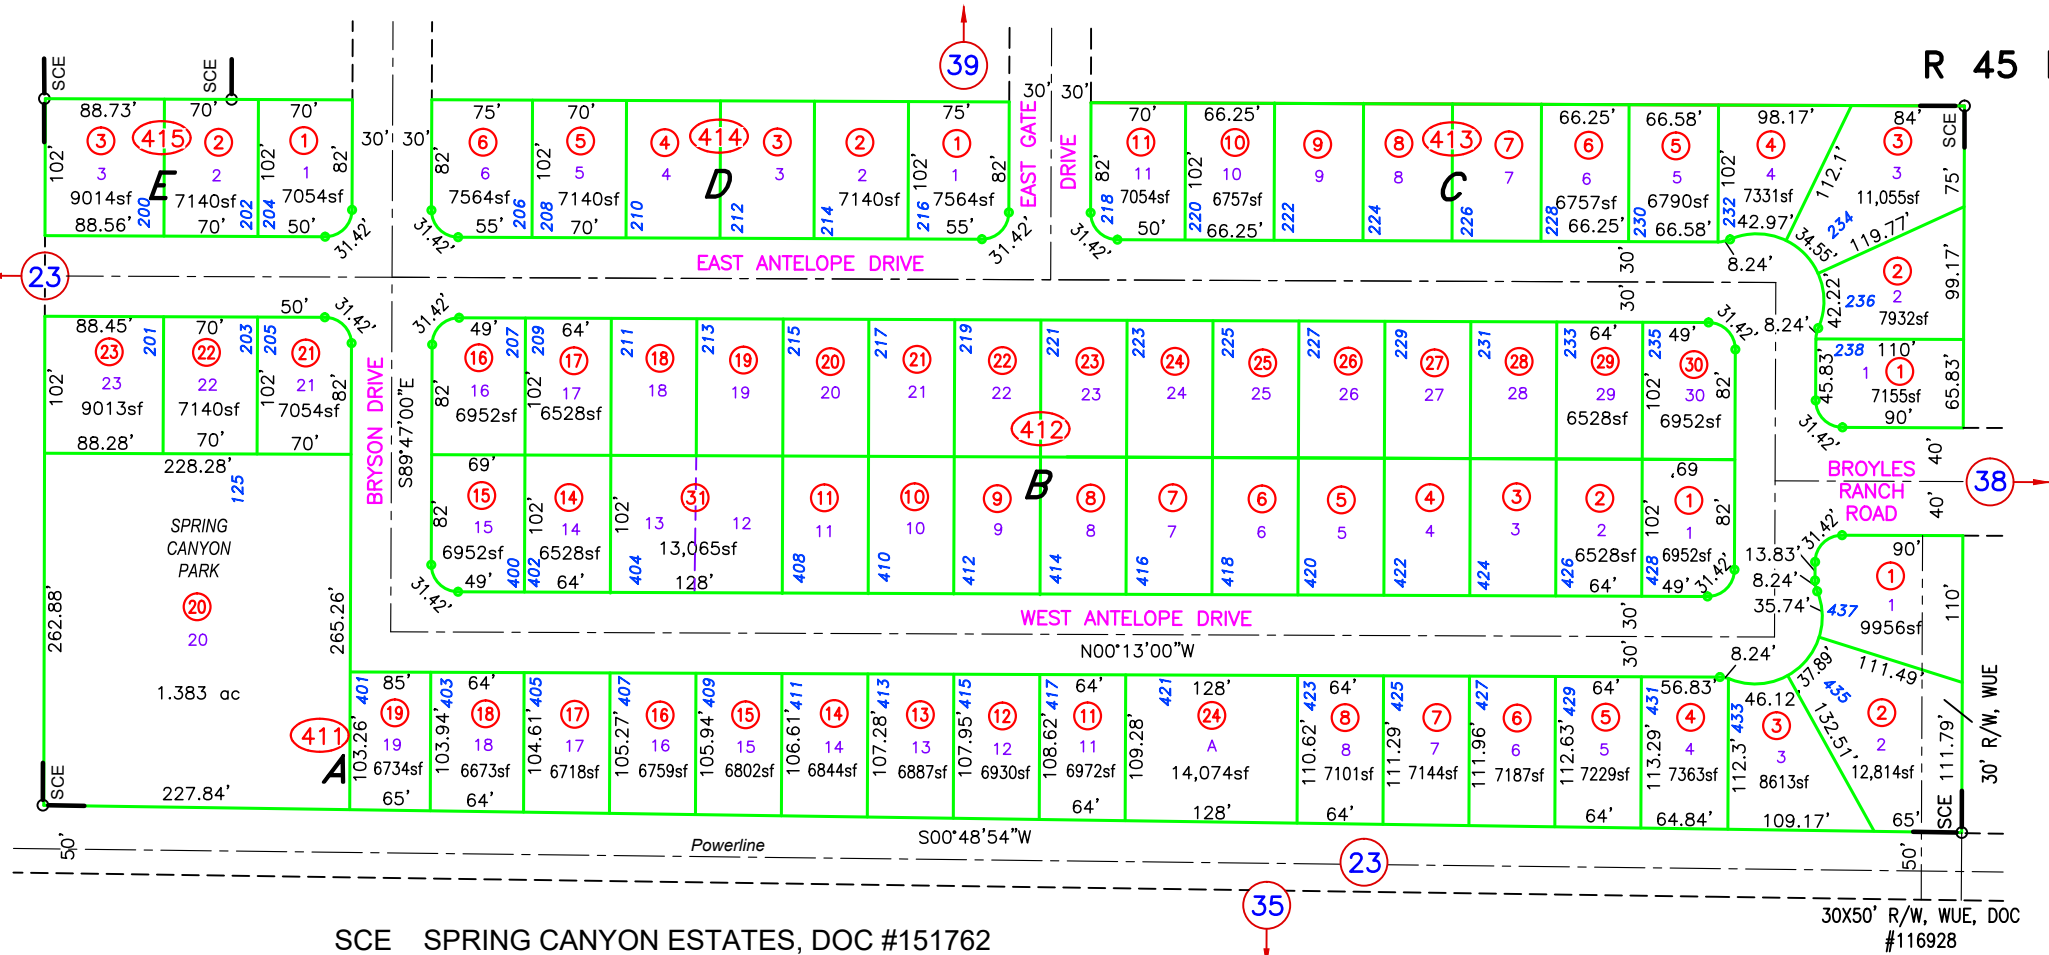 39
R 45
SCE
SCE
88.73' 70' 70'
3 415 2 1
3 2 1
102' 102' 82'
E
9014sf 7140sf 7054sf
200 202 204
88.56' 70' 50' 31.42'
30' 30'
75' 70' 75'
6 5 4 414 3 2 1
6 5 4 3 2 1
82' 102' 102' 82'
D
7564sf 7140sf 7140sf 7564sf
206 208 210 212 214 216
31.42' 55' 70' 55' 31.42'
30' 30'
EAST GATE
DRIVE
70' 66.25' 66.25' 66.58' 98.17' 84'
11 10 9 8 413 7 6 5 4 3
11 10 9 8 7 6 5 4 3
C
102' 112.1' 75' SCE
7054sf 6757sf 6757sf 6790sf 7331sf 11,055sf
218 220 222 224 226 228 230 232 234
31.42' 50' 66.25' 66.25' 66.58' 42.97' 34.55' 119.77'
23
EAST ANTELOPE DRIVE
30'
30'
8.24'
2
2
42.22' 236 99.17'
7932sf
8.24'
238 110'
1 1
45.83' 7155sf 65.83'
90'
31.42'
50' 31.42'
88.45' 70'
201 203 205
23 22 21
23 22 21
102' 102' 82'
9013sf 7140sf 7054sf
88.28' 70' 70'
BRYSON DRIVE
S89°47'00"E
31.42' 49' 64' 64' 49' 31.42'
207 209 211 213 215 217 219 221 223 225 227 229 231 233 235
16 17 18 19 20 21 22 23 24 25 26 27 28 29 30
16 17 18 19 20 21 22 23 24 25 26 27 28 29 30
82' 102' 102' 82'
6952sf 6528sf 6528sf 6952sf
412
B
69' 69'
15 14 31 11 10 9 8 7 6 5 4 3 2 1
15 14 13 12 11 10 9 8 7 6 5 4 3 2 1
82' 102' 102' 102' 82'
6952sf 6528sf 13,065sf 6528sf 6952sf
400 402 404 408 410 412 414 416 418 420 422 424 426 428
31.42' 49' 64' 128' 64' 49' 31.42'
BROYLES
RANCH
ROAD
40'
40'
38
228.28'
125
SPRING
CANYON
PARK
20
20
262.88' 265.26'
1.383 ac
227.84'
SCE
WEST ANTELOPE DRIVE
N00°13'00"W
30'
30'
31.42' 90'
13.83'
8.24' 1
35.74' 437 1
9956sf
110'
8.24' 37.89' 111.49'
46.12' 435
411
A
401 403 405 407 409 411 413 415 417 421 423 425 427 429 431 433
85' 64' 64' 128' 64' 64' 56.83'
19 18 17 16 15 14 13 12 11 24 8 7 6 5 4 3 2
19 18 17 16 15 14 13 12 11 A 8 7 6 5 4 3 2
103.26' 103.94' 104.61' 105.27' 105.94' 106.61' 107.28' 107.95' 108.62' 109.28' 110.62' 111.29' 111.96' 112.63' 113.29' 112.3' 132.51' 111.79'
6734sf 6673sf 6718sf 6759sf 6802sf 6844sf 6887sf 6930sf 6972sf 14,074sf 7101sf 7144sf 7187sf 7229sf 7363sf 8613sf 12,814sf
65' 64' 64' 128' 64' 64' 64.84' 109.17' 65' SCE
30' R/W, WUE
S00°48'54"W
50'
Powerline
23
50'
35
30X50' R/W, WUE, DOC
#116928
SCE SPRING CANYON ESTATES, DOC #151762